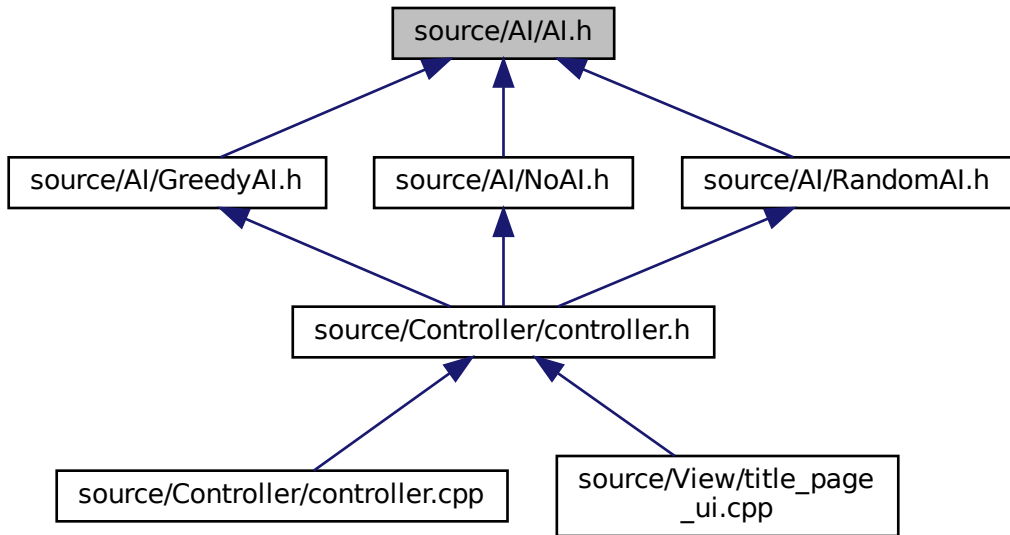 source/AI/AI.h
source/AI/GreedyAI.h
source/AI/NoAI.h
source/AI/RandomAI.h
source/Controller/controller.h
source/Controller/controller.cpp
source/View/title_page
_ui.cpp